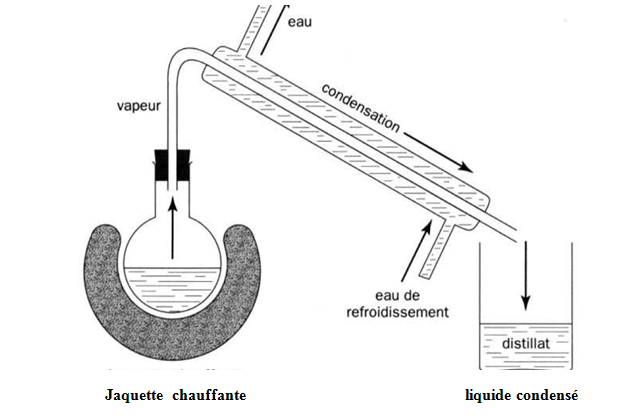 eau
condensation
vapeur
eau de
refroidissement
distillat
Jaquette chauffante
liquide condensé